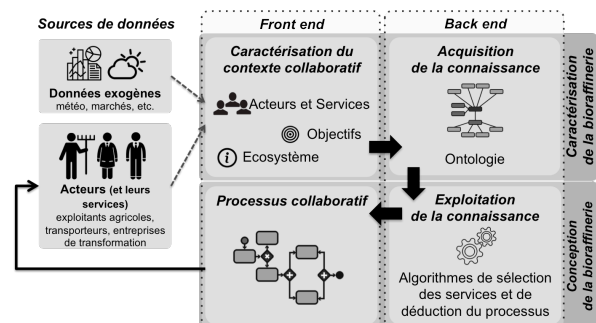 Sources de données
Front end
Back end
Données exogènes
météo, marchés, etc.
Acteurs (et leurs
services)
exploitants agricoles,
transporteurs, entreprises
de transformation
Caractérisation du
contexte collaboratif
Acteurs et Services
Objectifs
Ecosystème
Acquisition
de la connaissance
Ontologie
Caractérisation
de la bioraffinerie
Processus collaboratif
Exploitation
de la connaissance
Algorithmes de sélection
des services et de
déduction du processus
Conception
de la bioraffinerie